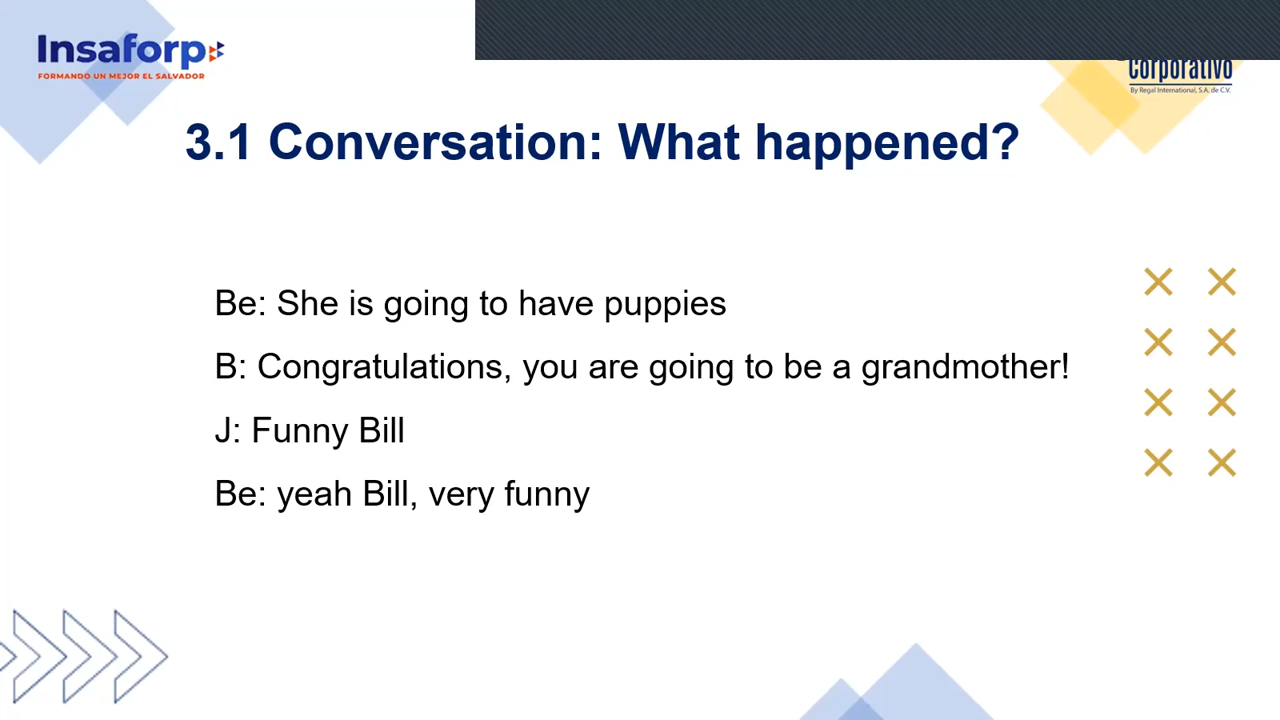 Insaforp
FORMANDO UN MEJOR EL SALVADOR
Corporativo
By Regal International, S.A. de C.V.
3.1 Conversation: What happened?
Be: She is going to have puppies
B: Congratulations, you are going to be a grandmother!
J: Funny Bill
Be: yeah Bill, very funny